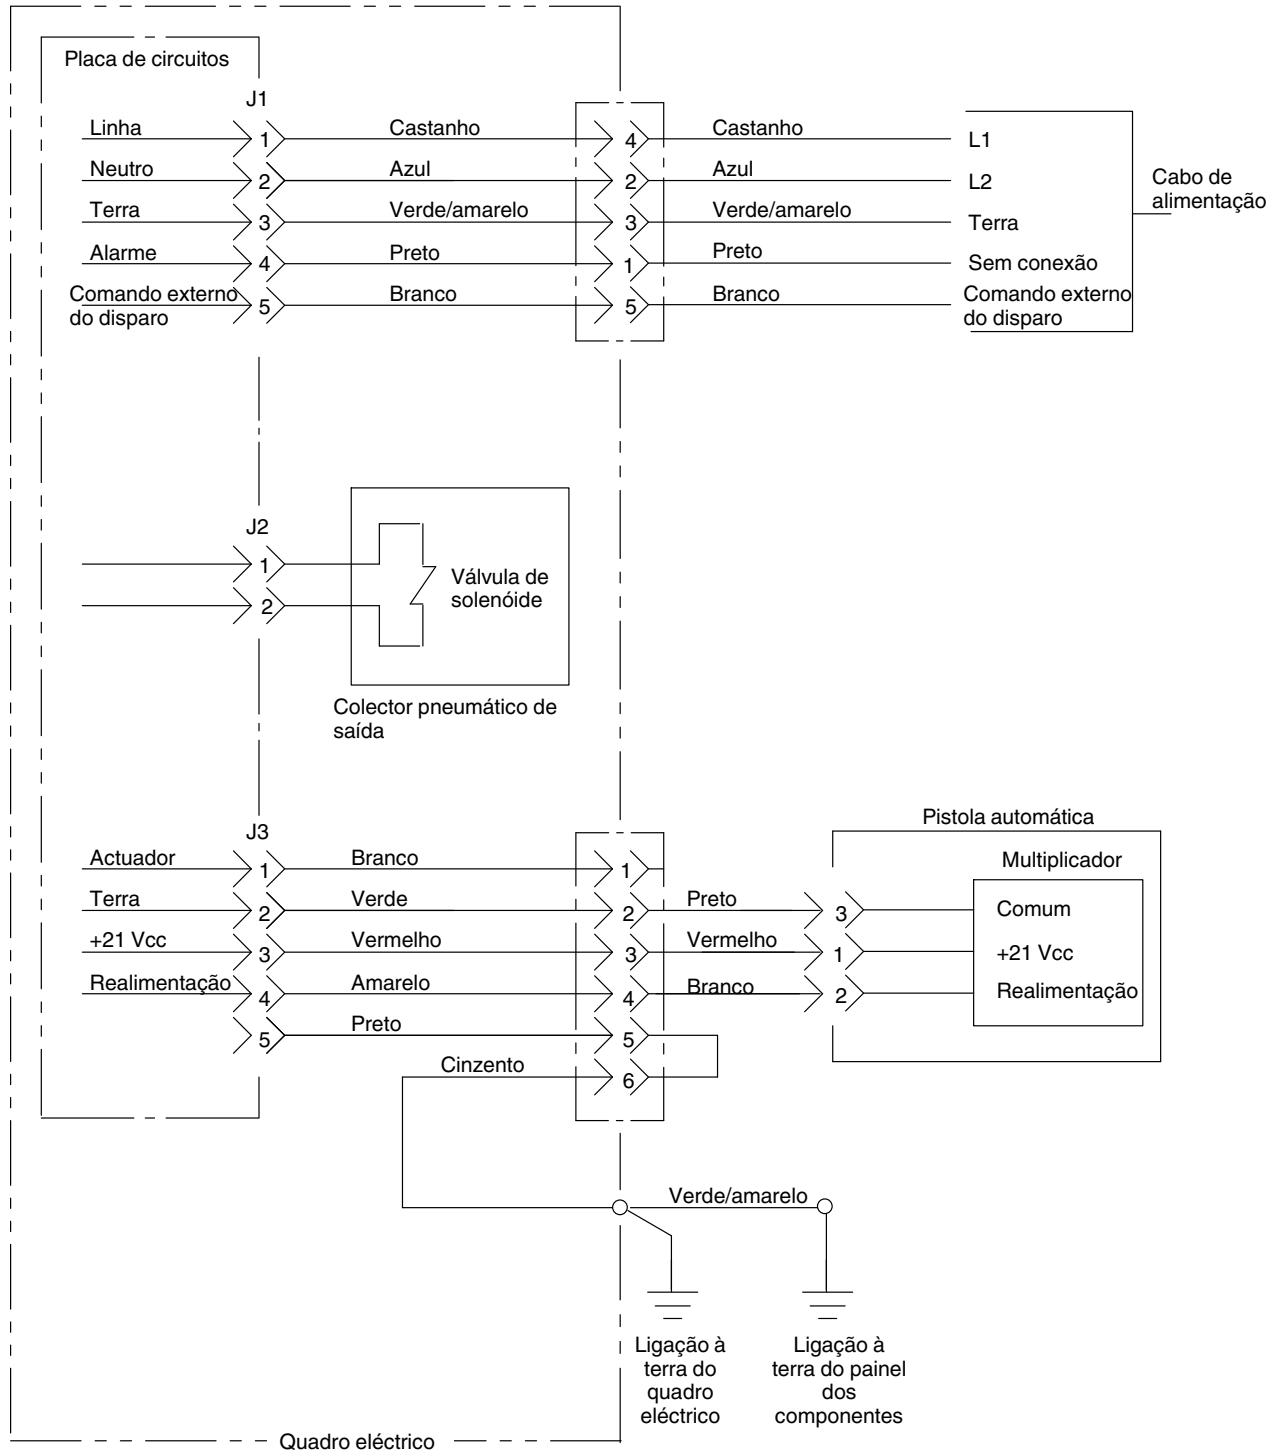 Placa de circuitos
J1
Linha 1 Castanho 4 Castanho L1
Neutro 2 Azul 2 Azul L2
Terra 3 Verde/amarelo 3 Verde/amarelo Terra
Alarme 4 Preto 1 Preto Sem conexão
Comando externo
do disparo
5 Branco 5 Branco
Comando externo
do disparo
Cabo de
alimentação
J2
1
2
Válvula de
solenóide
Colector pneumático de
saída
J3
Pistola automática
Multiplicador
Actuador 1 Branco 1
Terra 2 Verde 2 Preto 3 Comum
+21 Vcc 3 Vermelho 3 Vermelho 1 +21 Vcc
Realimentação 4 Amarelo 4 Branco 2 Realimentação
5 Preto 5
Cinzento 6
Verde/amarelo
Ligação à
terra do
quadro
eléctrico
Ligação à
terra do painel
dos
componentes
Quadro eléctrico